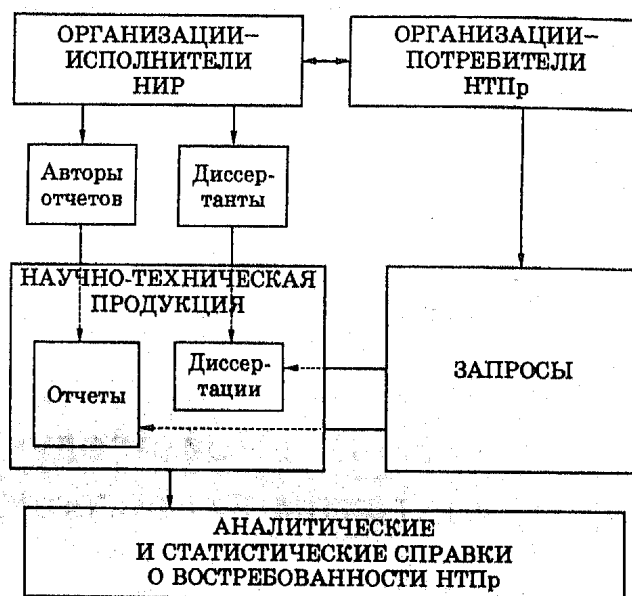 ОРГАНИЗАЦИИ–
ИСПОЛНИТЕЛИ
НИР
ОРГАНИЗАЦИИ–
ПОТРЕБИТЕЛИ
НТПр
Авторы
отчетов
Диссер-
танты
НАУЧНО-ТЕХНИЧЕСКАЯ
ПРОДУКЦИЯ
Отчеты
Диссер-
тации
ЗАПРОСЫ
АНАЛИТИЧЕСКИЕ
И СТАТИСТИЧЕСКИЕ СПРАВКИ
О ВОСТРЕБОВАННОСТИ НТПр